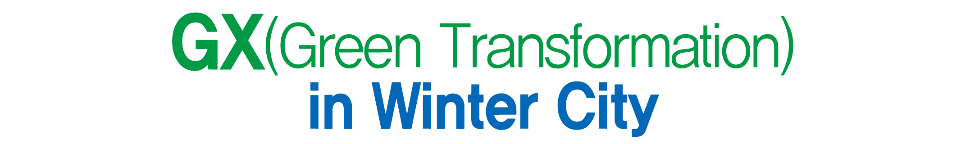 GX(Green Transformation)
in Winter City